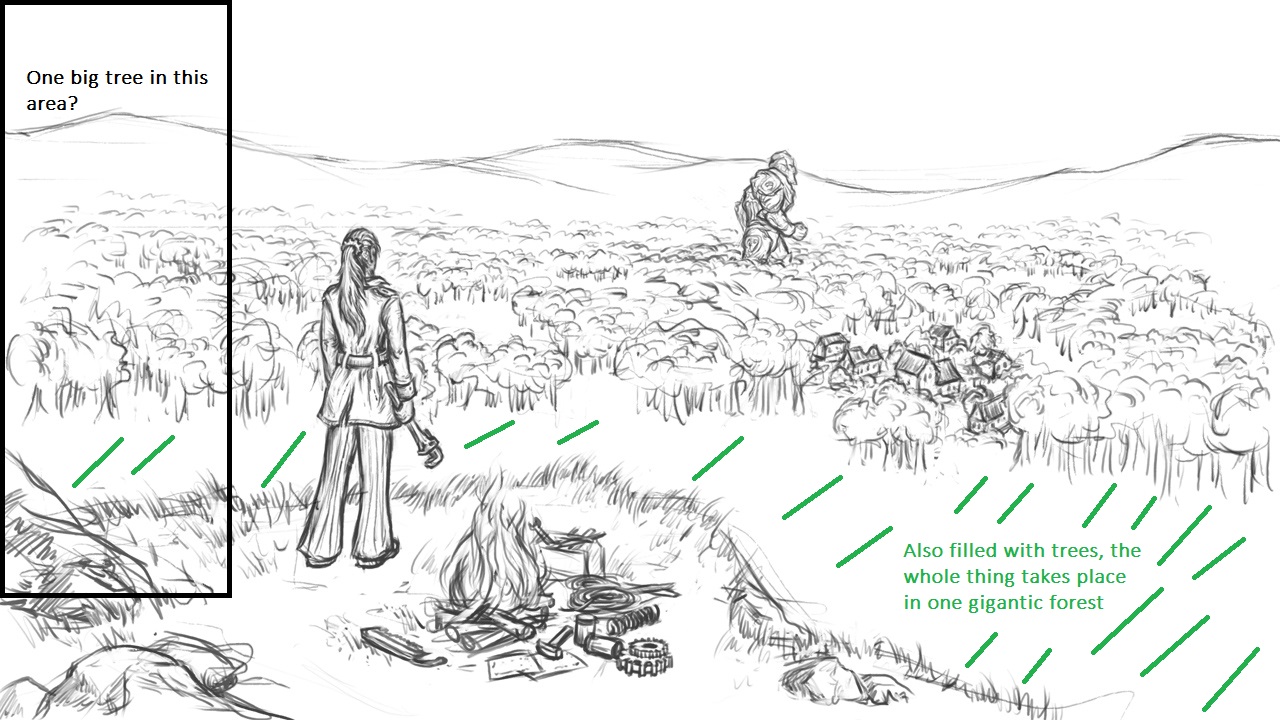 One big tree in this
area?
Also filled with trees, the
whole thing takes place
in one gigantic forest